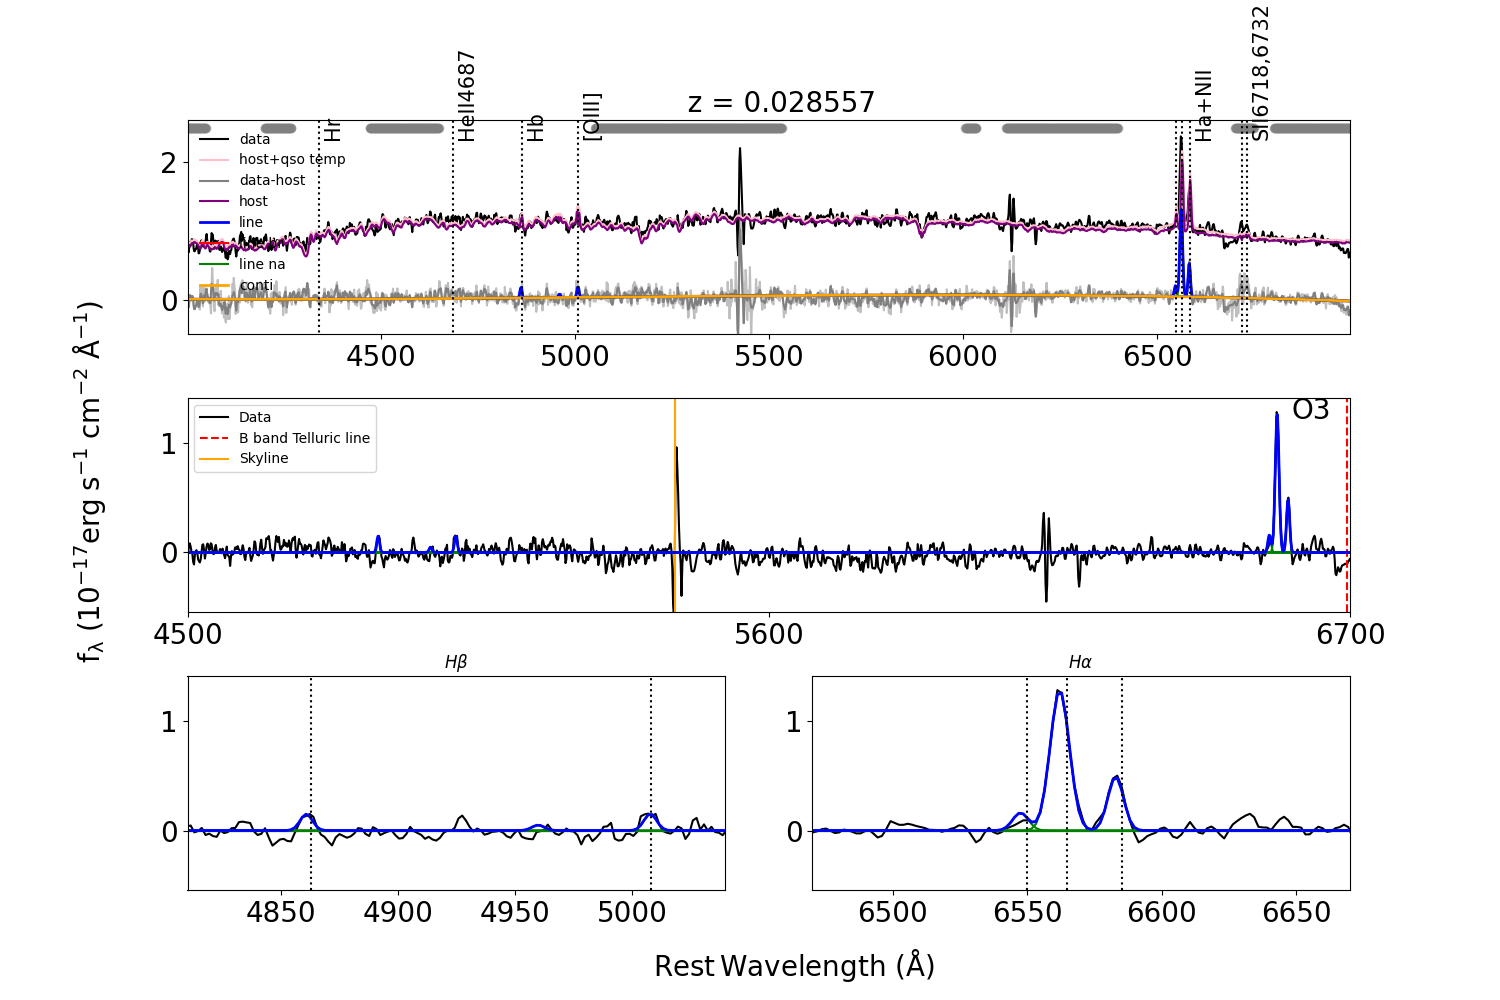 z = 0.028557
Hr
HeII4687
Hb
[OIII]
Ha+NII
SII6718,6732
data
host+qso temp
data-host
host
line
line na
conti
2
0
4500
5000
5500
6000
6500
Data
B band Telluric line
Skyline
O3
1
0
4500
5600
6700
fλ (10⁻¹⁷erg s⁻¹ cm⁻² Å⁻¹)
Hβ
1
0
4850
4900
4950
5000
Hα
1
0
6500
6550
6600
6650
Rest Wavelength (Å)